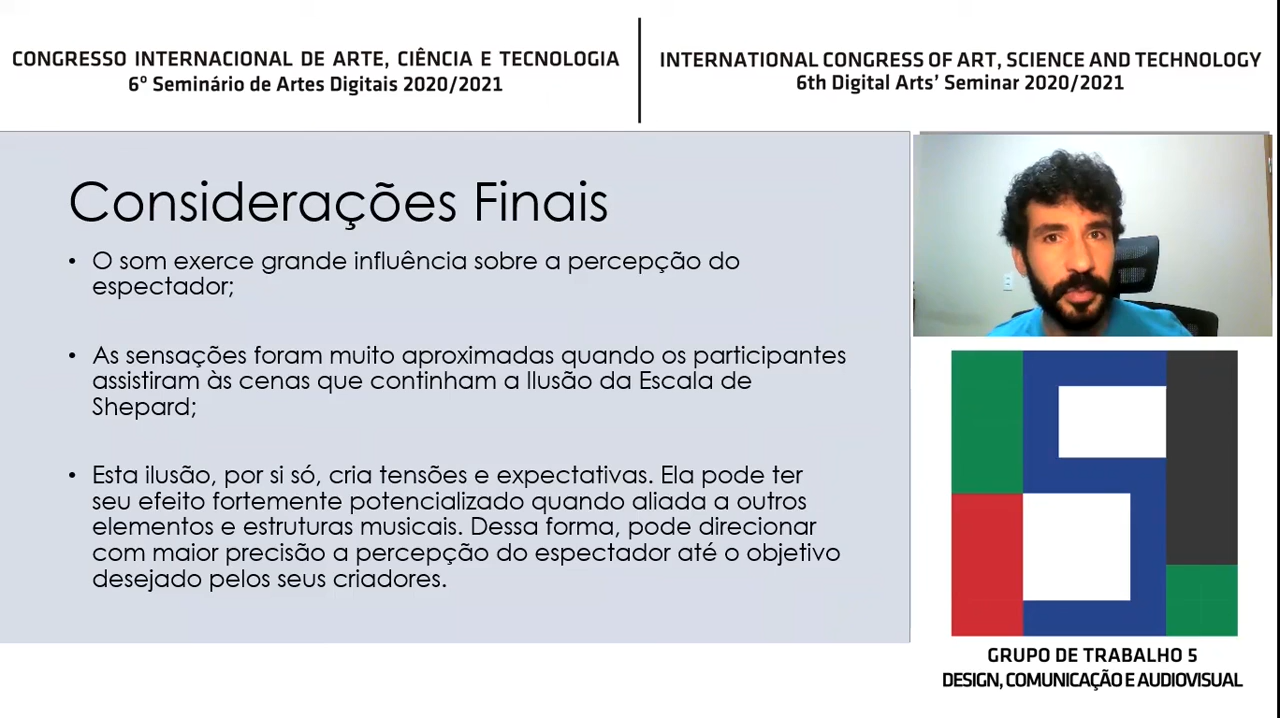 CONGRESSO INTERNACIONAL DE ARTE, CIÊNCIA E TECNOLOGIA
6º Seminário de Artes Digitais 2020/2021
INTERNATIONAL CONGRESS OF ART, SCIENCE AND TECHNOLOGY
6th Digital Arts' Seminar 2020/2021
Considerações Finais
• O som exerce grande influência sobre a percepção do
espectador;
• As sensações foram muito aproximadas quando os participantes
assistiram às cenas que continham a Ilusão da Escala de
Shepard;
• Esta ilusão, por si só, cria tensões e expectativas. Ela pode ter
seu efeito fortemente potencializado quando aliada a outros
elementos e estruturas musicais. Dessa forma, pode direcionar
com maior precisão a percepção do espectador até o objetivo
desejado pelos seus criadores.
GRUPO DE TRABALHO 5
DESIGN, COMUNICAÇÃO E AUDIOVISUAL